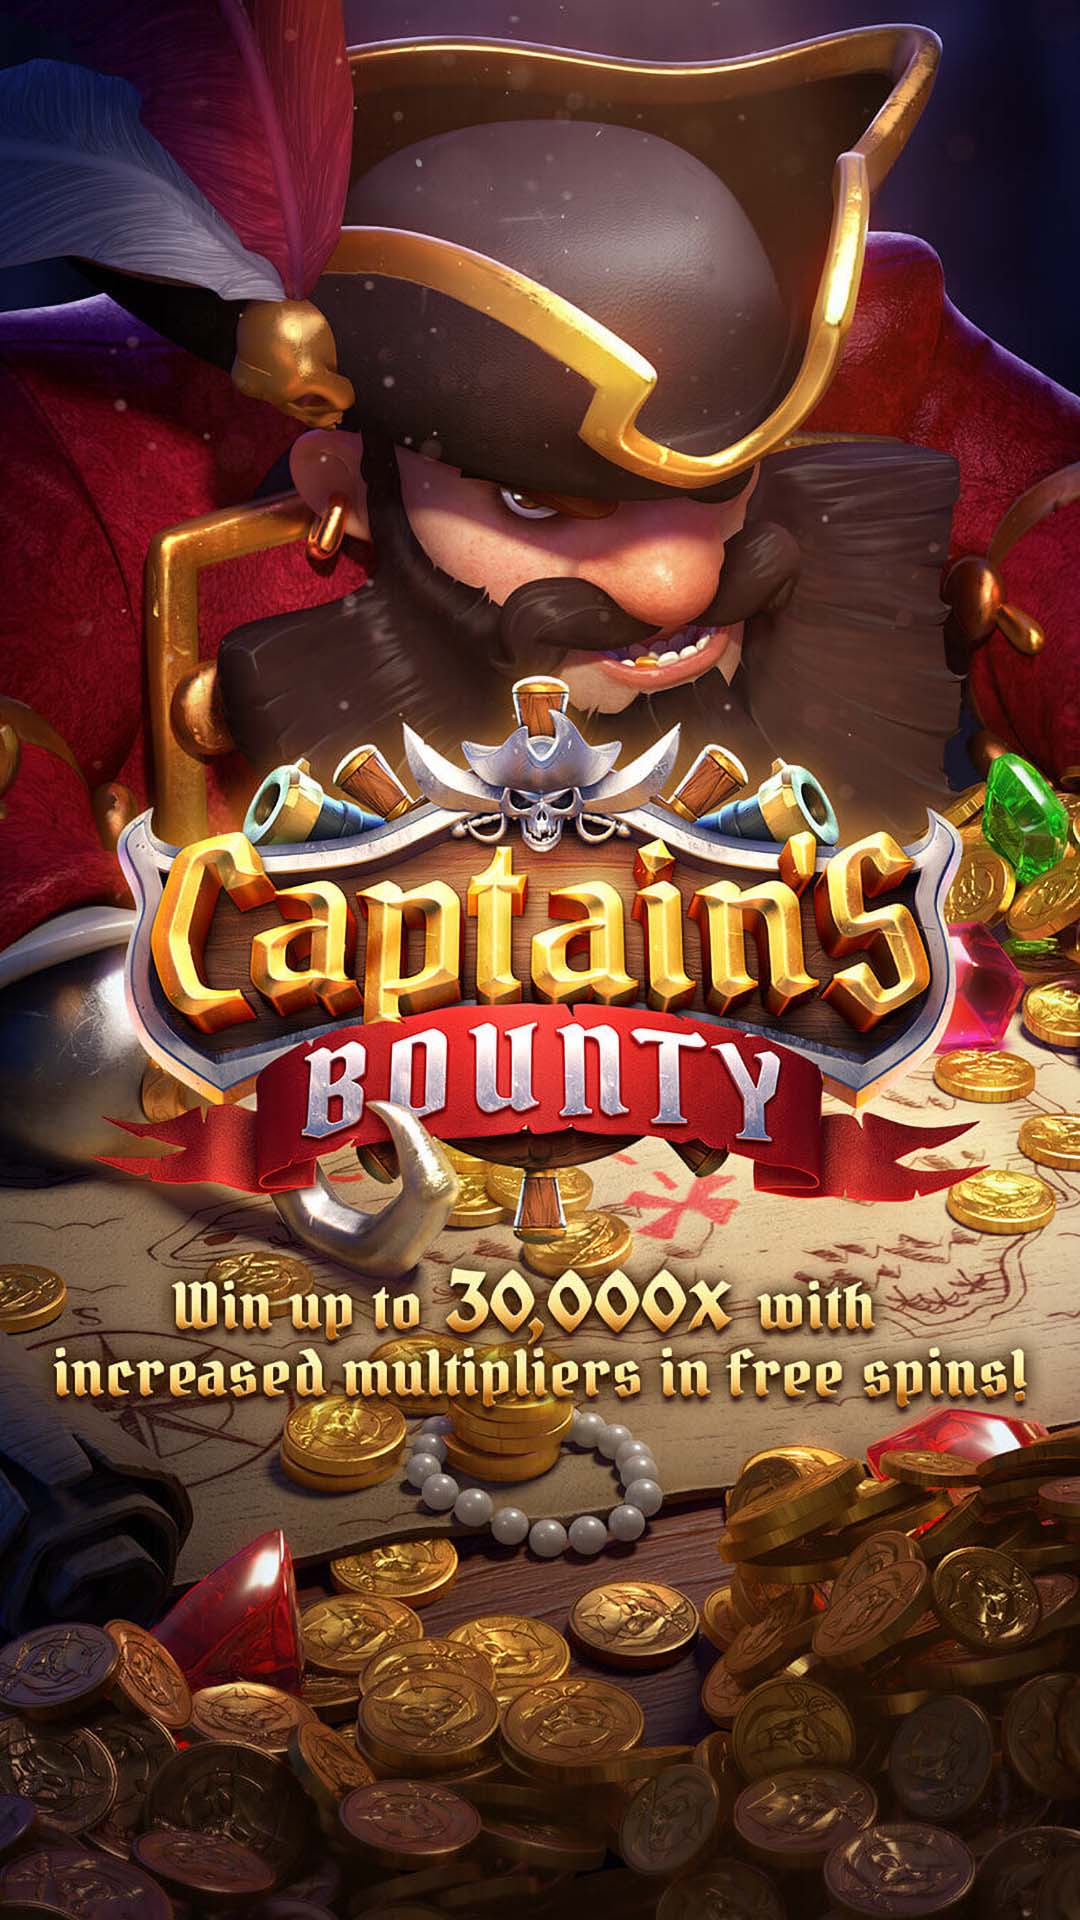 Captain's
BOUNTY
Win up to 30,000x with
increased multipliers in free spins!
S